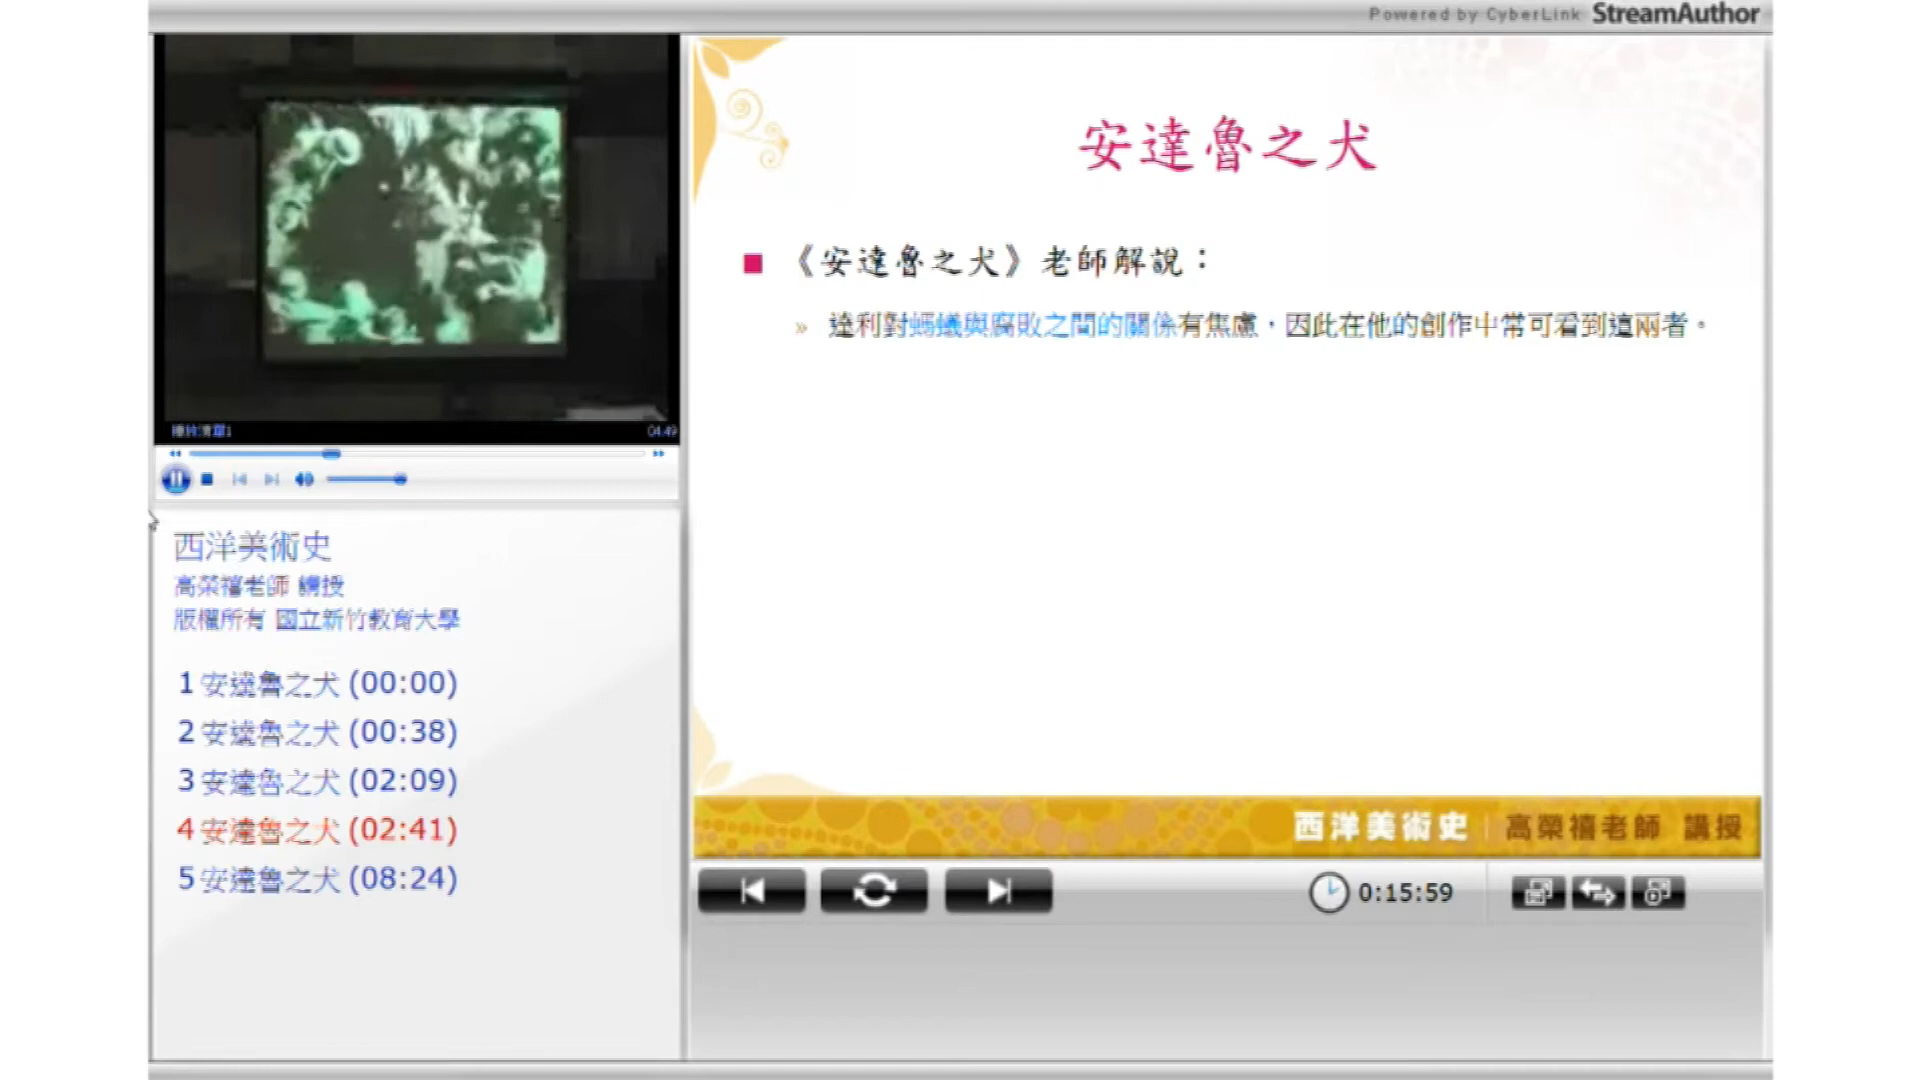 Powered by CyberLink StreamAuthor
安達魯之犬
《安達魯之犬》老師解說：
» 達利對螞蟻與腐敗之間的關係有焦慮，因此在他的創作中常可看到這兩者。
播放清單1
04:49
西洋美術史
高榮禧老師 講授
版權所有 國立新竹教育大學
1 安達魯之犬 (00:00)
2 安達魯之犬 (00:38)
3 安達魯之犬 (02:09)
4 安達魯之犬 (02:41)
5 安達魯之犬 (08:24)
西洋美術史 | 高榮禧老師 講授
0:15:59